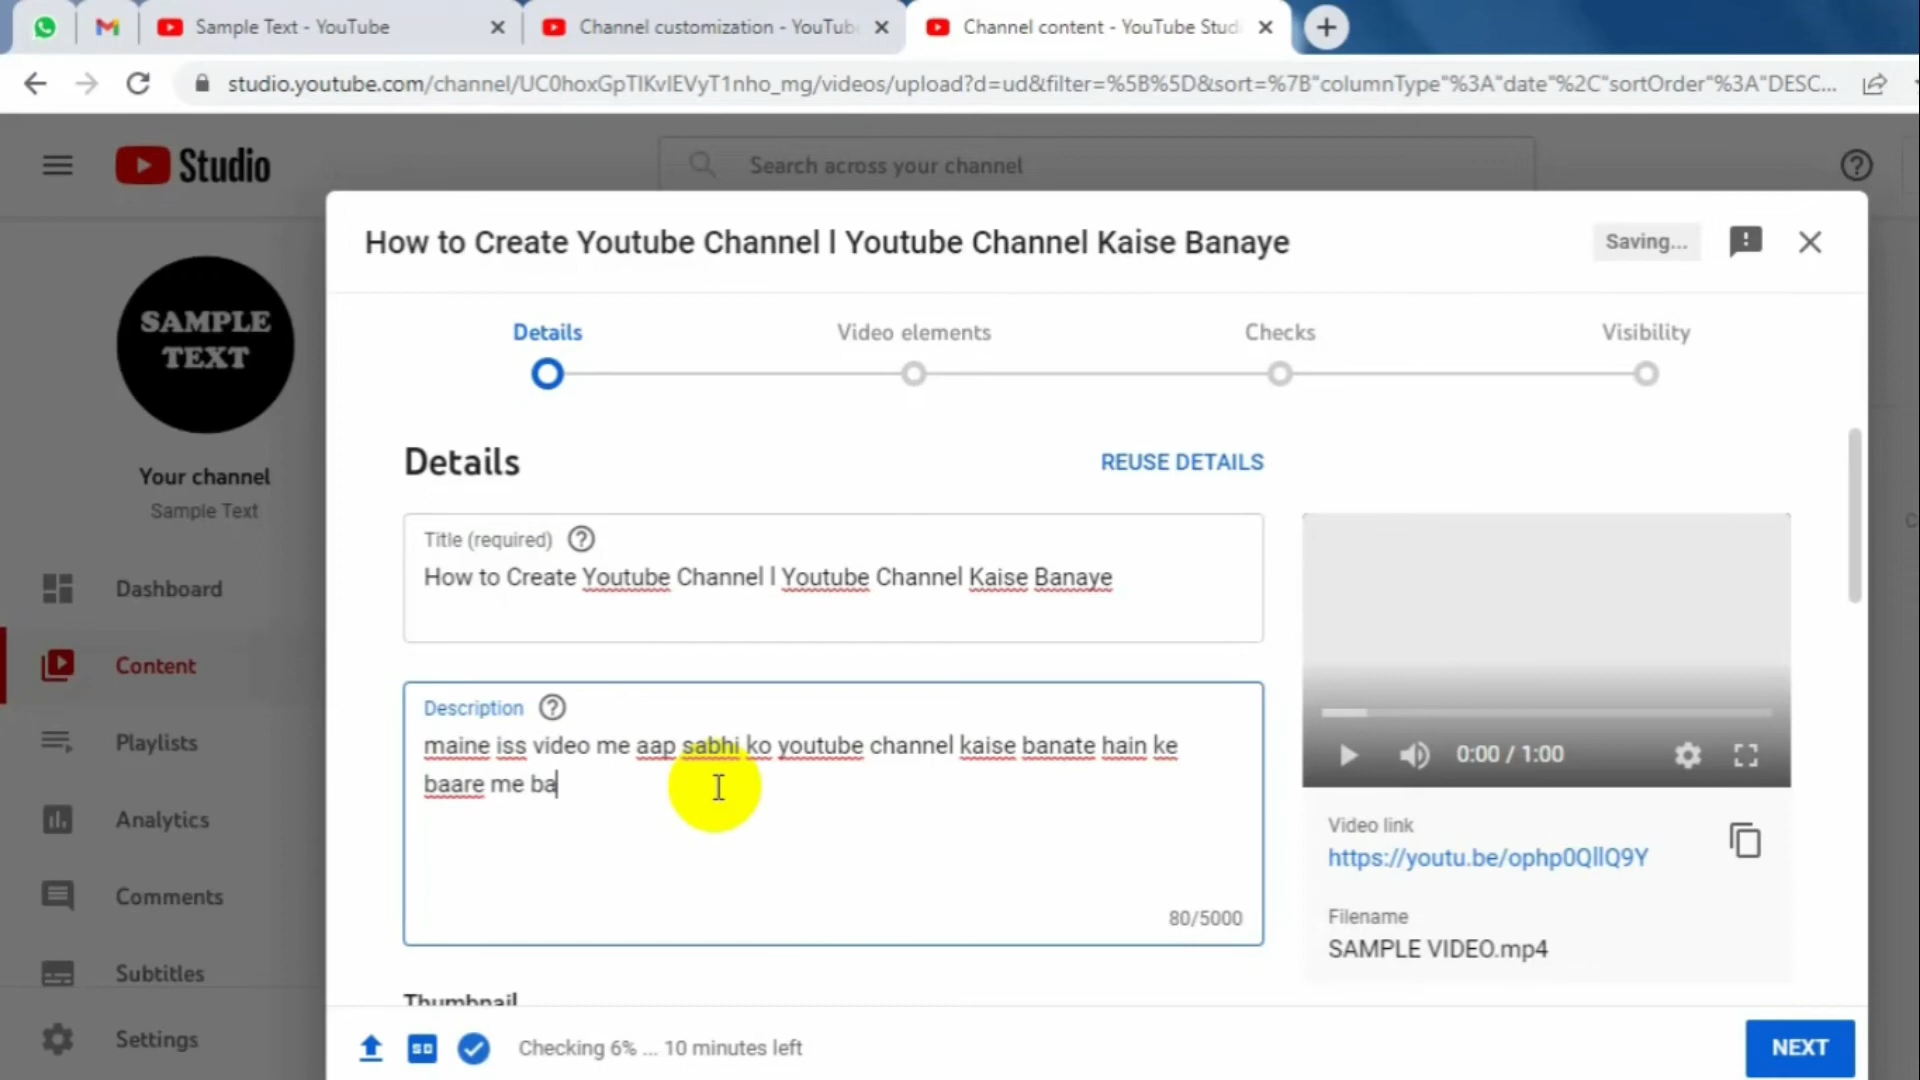 Sample Text - YouTube
Channel customization - YouTub
Channel content - YouTube Stud
studio.youtube.com/channel/UC0hoxGpTIKvIEVyT1nho_mg/videos/upload?d=ud&filter=%5B%5D&sort=%7B"columnType"%3A"date"%2C"sortOrder"%3A"DESC...
Studio
Search across your channel
How to Create Youtube Channel l Youtube Channel Kaise Banaye
Saving...
Details
Video elements
Checks
Visibility
SAMPLE
TEXT
Your channel
Sample Text
Dashboard
Content
Playlists
Analytics
Comments
Subtitles
Settings
Details
REUSE DETAILS
Title (required)
How to Create Youtube Channel l Youtube Channel Kaise Banaye
Description
maine iss video me aap sabhi ko youtube channel kaise banate hain ke
baare me ba
80/5000
0:00 / 1:00
Video link
https://youtu.be/ophp0QllQ9Y
Filename
SAMPLE VIDEO.mp4
Thumbnail
SD
Checking 6% ... 10 minutes left
NEXT